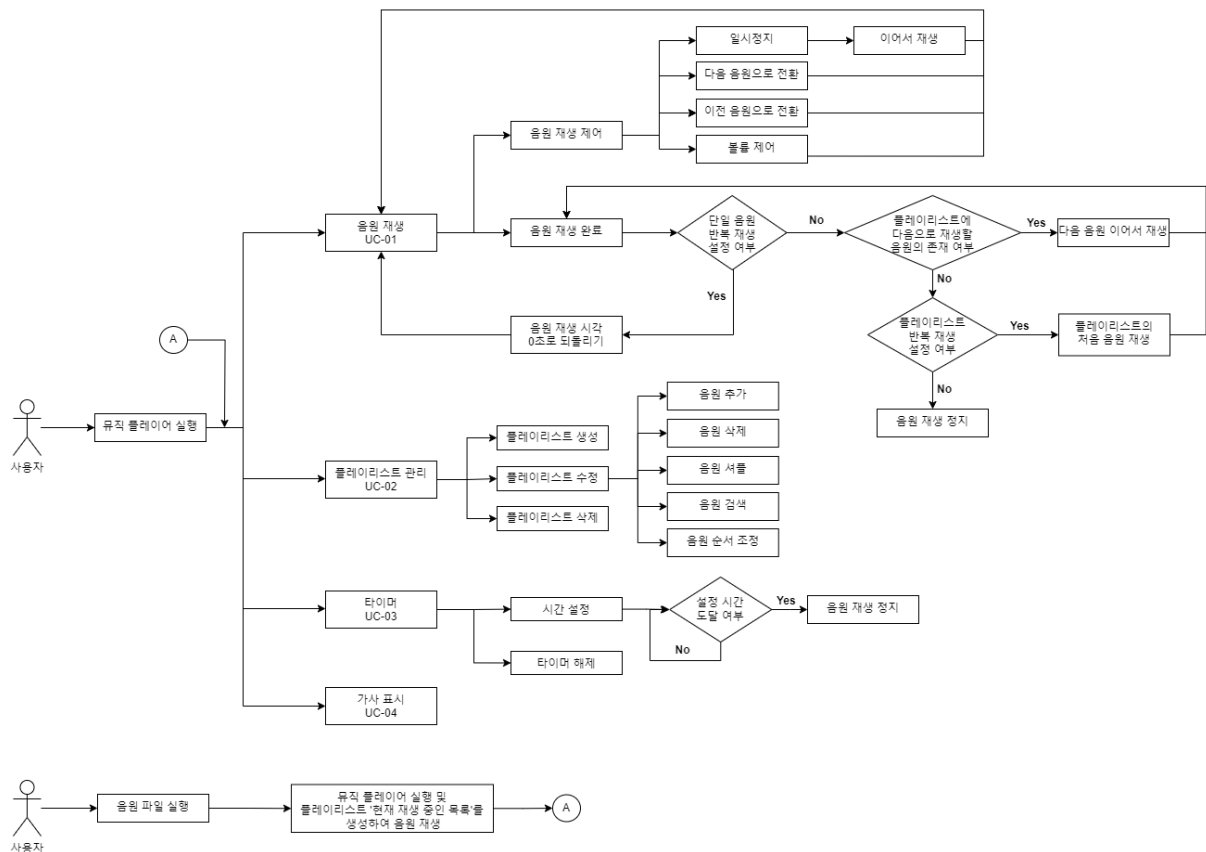 일시정지
이어서 재생
다음 음원으로 전환
이전 음원으로 전환
볼륨 제어
음원 재생 제어
음원 재생
UC-01
음원 재생 완료
단일 음원
반복 재생
설정 여부
No
플레이리스트에
다음으로 재생할
음원의 존재 여부
Yes
다음 음원 이어서 재생
Yes
No
음원 재생 시각
0초로 되돌리기
플레이리스트
반복 재생
설정 여부
Yes
플레이리스트의
처음 음원 재생
No
음원 재생 정지
A
사용자
뮤직 플레이어 실행
플레이리스트 관리
UC-02
플레이리스트 생성
플레이리스트 수정
플레이리스트 삭제
음원 추가
음원 삭제
음원 셔플
음원 검색
음원 순서 조정
타이머
UC-03
시간 설정
설정 시간
도달 여부
Yes
음원 재생 정지
No
타이머 해제
가사 표시
UC-04
사용자
음원 파일 실행
뮤직 플레이어 실행 및
플레이리스트 '현재 재생 중인 목록'를
생성하여 음원 재생
A